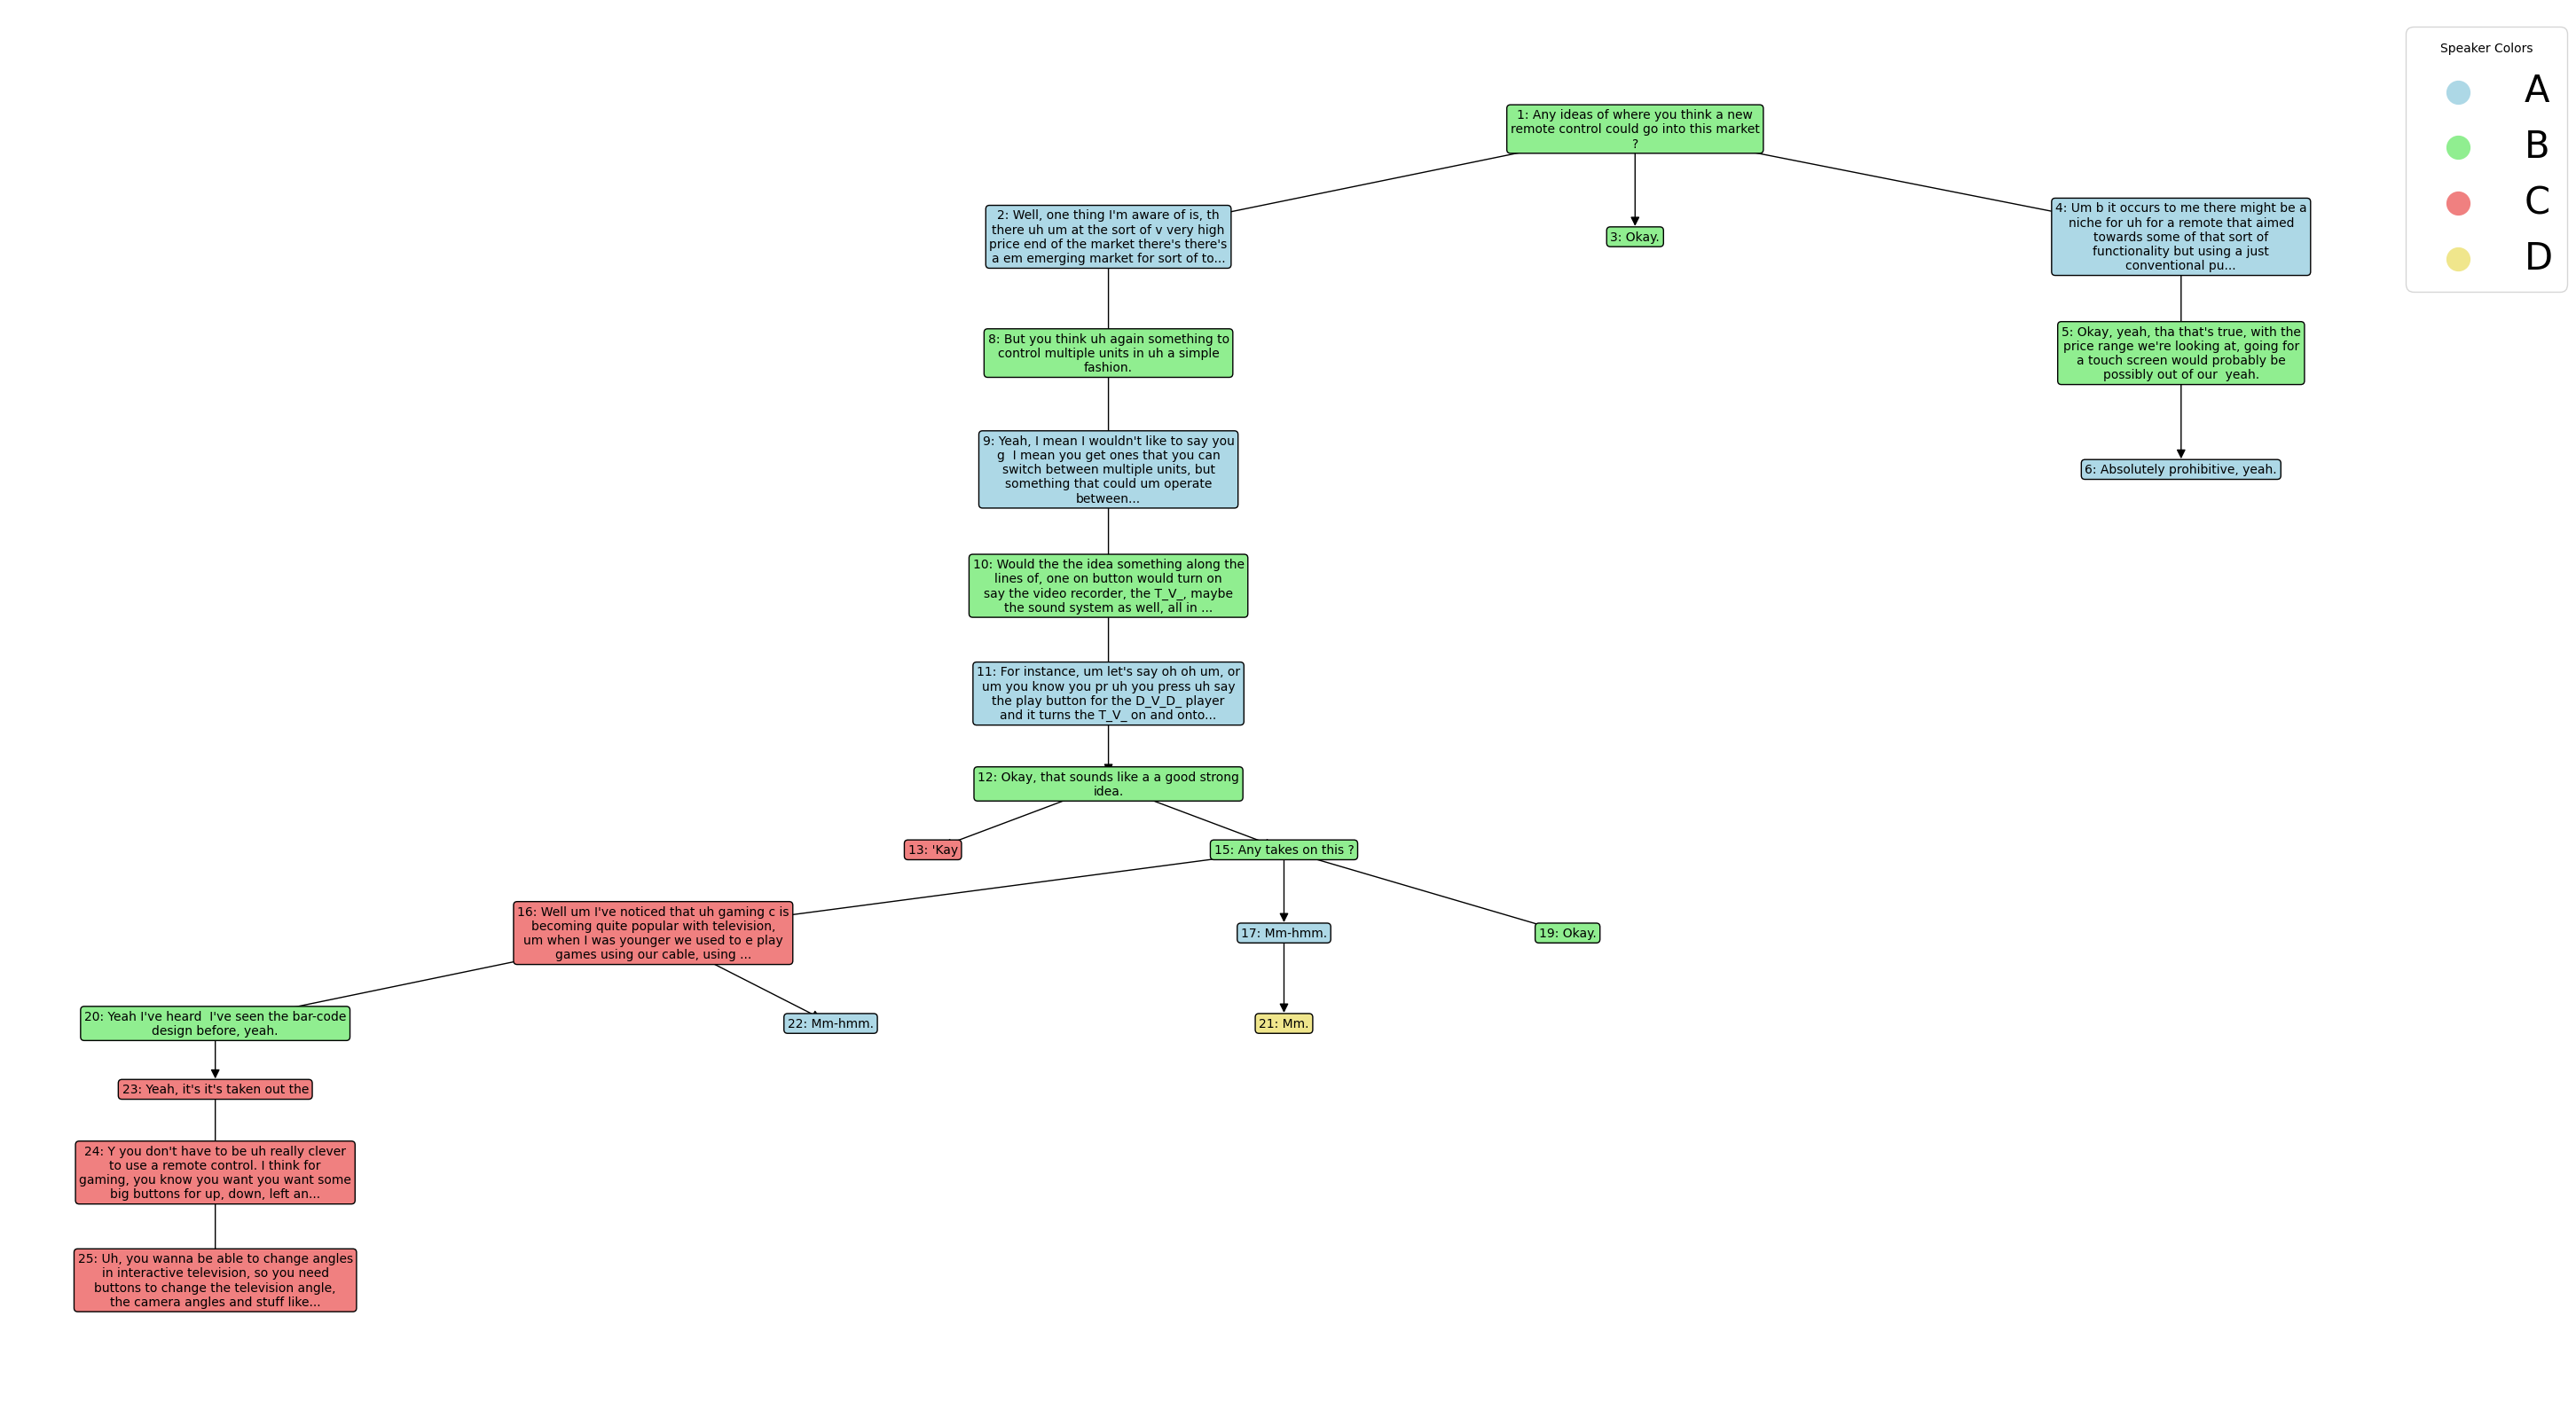 Speaker Colors
A
B
C
D
1: Any ideas of where you think a new
remote control could go into this market
?
2: Well, one thing I'm aware of is, th
there uh um at the sort of v very high
price end of the market there's there's
a em emerging market for sort of to...
3: Okay.
4: Um b it occurs to me there might be a
niche for uh for a remote that aimed
towards some of that sort of
functionality but using a just
conventional pu...
8: But you think uh again something to
control multiple units in uh a simple
fashion.
5: Okay, yeah, tha that's true, with the
price range we're looking at, going for
a touch screen would probably be
possibly out of our  yeah.
9: Yeah, I mean I wouldn't like to say you
g  I mean you get ones that you can
switch between multiple units, but
something that could um operate
between...
6: Absolutely prohibitive, yeah.
10: Would the the idea something along the
lines of, one on button would turn on
say the video recorder, the T_V_, maybe
the sound system as well, all in ...
11: For instance, um let's say oh oh um, or
um you know you pr uh you press uh say
the play button for the D_V_D_ player
and it turns the T_V_ on and onto...
12: Okay, that sounds like a a good strong
idea.
13: 'Kay
15: Any takes on this ?
16: Well um I've noticed that uh gaming c is
becoming quite popular with television,
um when I was younger we used to e play
games using our cable, using ...
17: Mm-hmm.
19: Okay.
20: Yeah I've heard  I've seen the bar-code
design before, yeah.
22: Mm-hmm.
21: Mm.
23: Yeah, it's it's taken out the
24: Y you don't have to be uh really clever
to use a remote control. I think for
gaming, you know you want you want some
big buttons for up, down, left an...
25: Uh, you wanna be able to change angles
in interactive television, so you need
buttons to change the television angle,
the camera angles and stuff like...